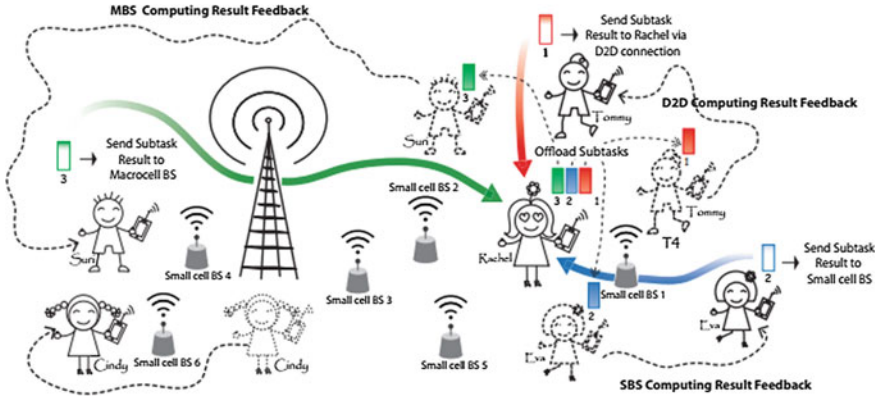 MBS Computing Result Feedback
1
Send Subtask
Result to Rachel via
D2D connection
3
Sun
Tommy
D2D Computing Result Feedback
3
Send Subtask
Result to
Macrocell BS
Offload Subtasks
1
Small cell BS 2
3 2 1
Tommy
T4
Sun
Small cell BS 4
Rachel
Small cell BS 3
2
Send Subtask
Result to
Small cell BS
Small cell BS 1
2
Eva
Cindy
Small cell BS 6
Cindy
Small cell BS 5
Eva
SBS Computing Result Feedback